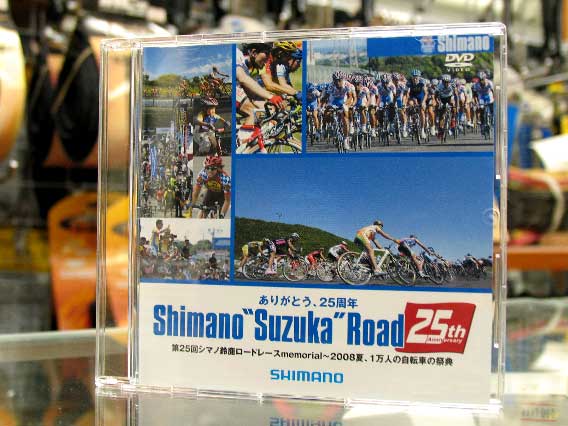 Shimano
DVD
VIDEO
ありがとう、25周年
Shimano "Suzuka" Road
25th
Anniversary
第25回シマノ鈴鹿ロードレースmemorial～2008夏、1万人の自転車の祭典
SHIMANO